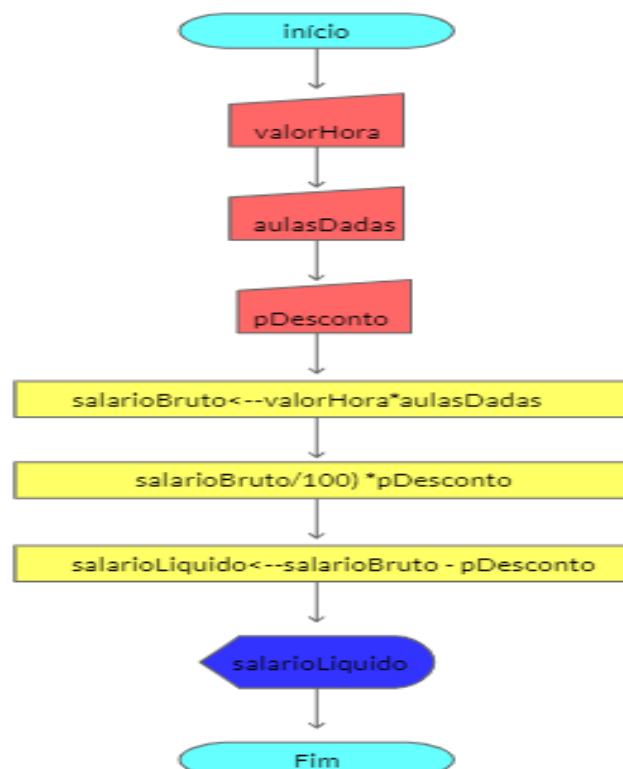 início
valorHora
aulasDadas
pDesconto
salarioBruto<--valorHora*aulasDadas
salarioBruto/100) *pDesconto
salarioLiquido<--salarioBruto - pDesconto
salarioLiquido
Fim